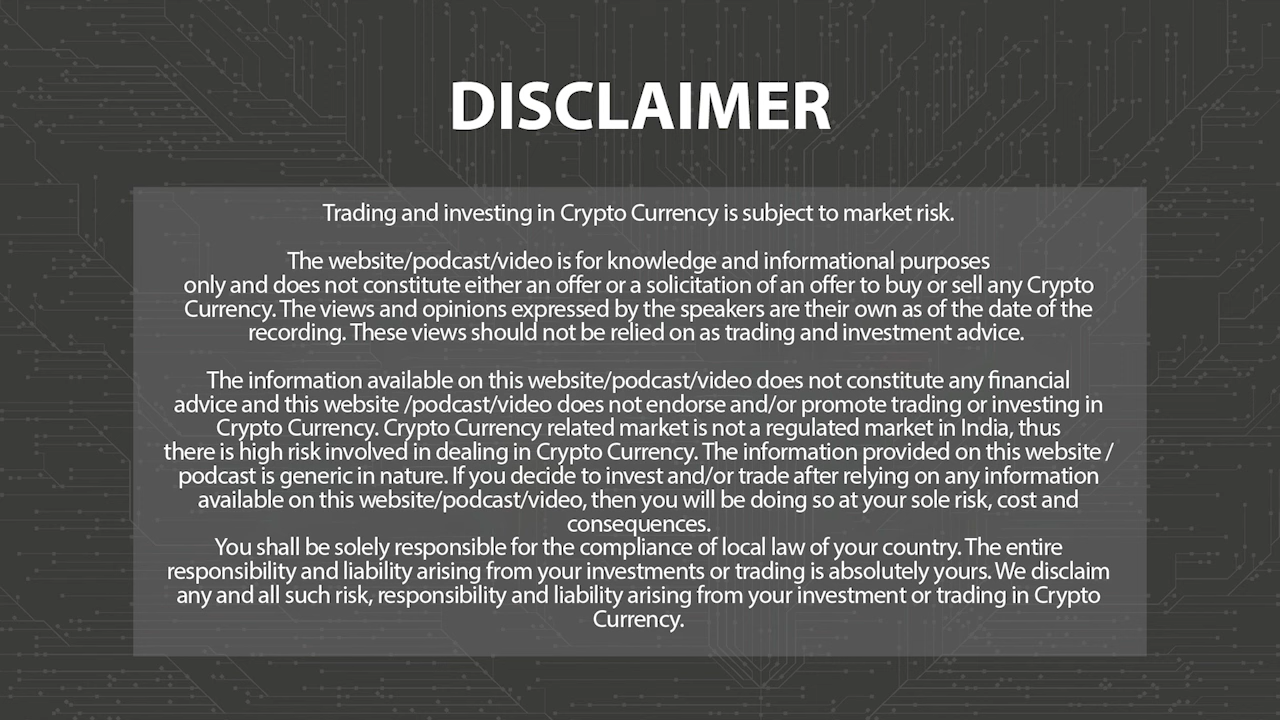 DISCLAIMER
Trading and investing in Crypto Currency is subject to market risk.
The website/podcast/video is for knowledge and informational purposes
only and does not constitute either an offer or a solicitation of an offer to buy or sell any Crypto
Currency. The views and opinions expressed by the speakers are their own as of the date of the
recording. These views should not be relied on as trading and investment advice.
The information available on this website/podcast/video does not constitute any financial
advice and this website /podcast/video does not endorse and/or promote trading or investing in
Crypto Currency. Crypto Currency related market is not a regulated market in India, thus
there is high risk involved in dealing in Crypto Currency. The information provided on this website /
podcast is generic in nature. If you decide to invest and/or trade after relying on any information
available on this website/podcast/video, then you will be doing so at your sole risk, cost and
consequences.
You shall be solely responsible for the compliance of local law of your country. The entire
responsibility and liability arising from your investments or trading is absolutely yours. We disclaim
any and all such risk, responsibility and liability arising from your investment or trading in Crypto
Currency.